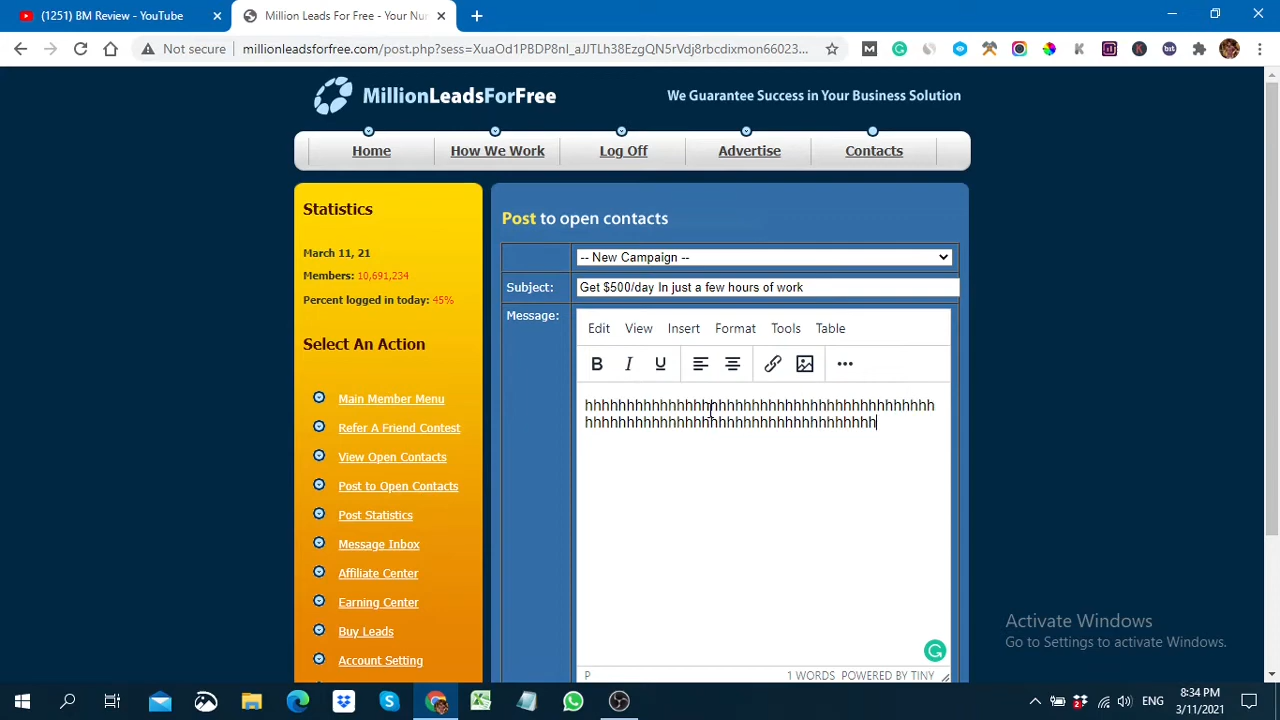 (1251) BM Review - YouTube
Million Leads For Free - Your Nu
Not secure
millionleadsforfree.com/post.php?sess=XuaOd1PBDP8nI_aJJTLh38EzgQN5rVdj8rbcdixmon66023...
MillionLeadsForFree
We Guarantee Success in Your Business Solution
Home
How We Work
Log Off
Advertise
Contacts
Statistics
March 11, 21
Members: 10,691,234
Percent logged in today: 45%
Select An Action
Main Member Menu
Refer A Friend Contest
View Open Contacts
Post to Open Contacts
Post Statistics
Message Inbox
Affiliate Center
Earning Center
Buy Leads
Account Setting
Post to open contacts
-- New Campaign --
Subject:
Get $500/day In just a few hours of work
Message:
Edit View Insert Format Tools Table
B I U
hhhhhhhhhhhhhhhhhhhhhhhhhhhhhhhhhhhhhhhhhh
hhhhhhhhhhhhhhhhhhhhhhhhhhhhhhhhhhh
P
1 WORDS POWERED BY TINY
Activate Windows
Go to Settings to activate Windows.
ENG
8:34 PM
3/11/2021